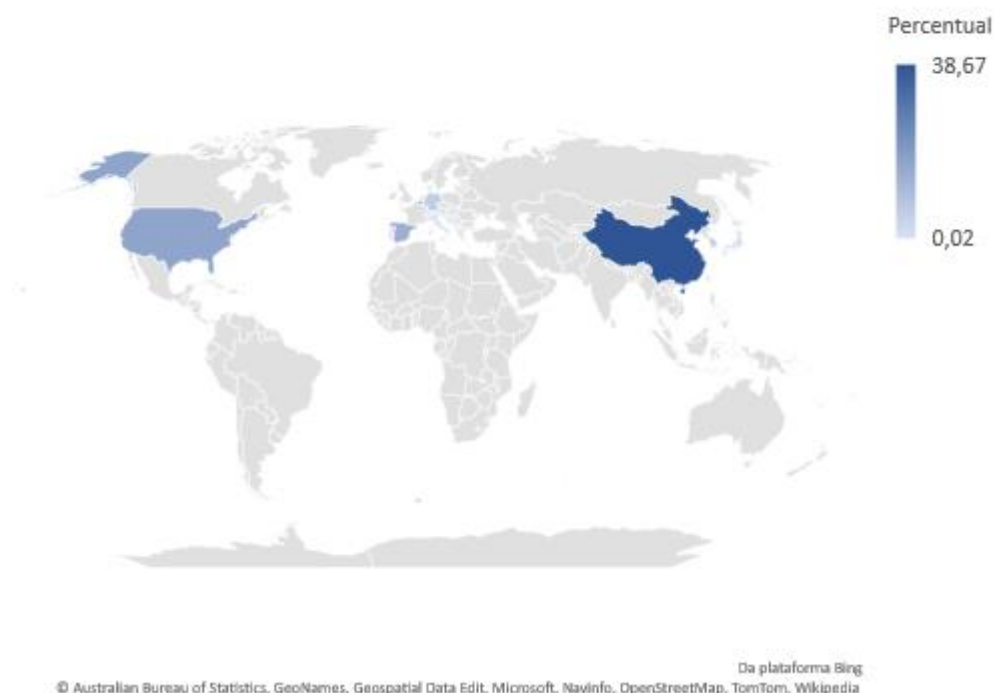 Percentual
38,67
0,02
Da plataforma Bing
© Australian Bureau of Statistics, GeoNames, Geospatial Data Edit, Microsoft, Navinfo, OpenStreetMap, TomTom, Wikipedia